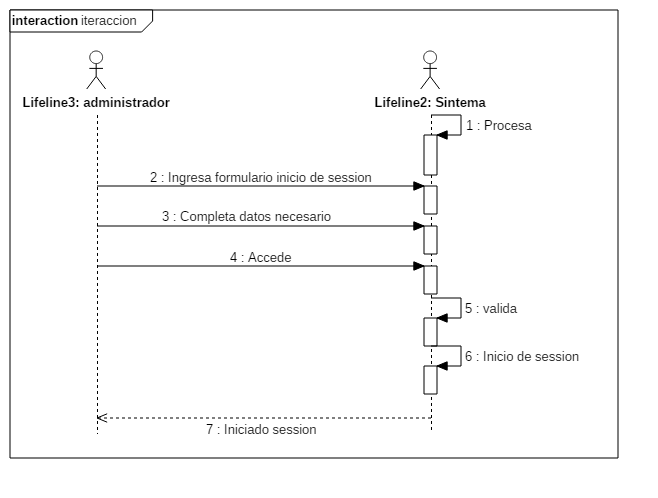 interaction iteraccion
Lifeline3: administrador
Lifeline2: Sintema
1 : Procesa
2 : Ingresa formulario inicio de session
3 : Completa datos necesario
4 : Accede
5 : valida
6 : Inicio de session
7 : Iniciado session